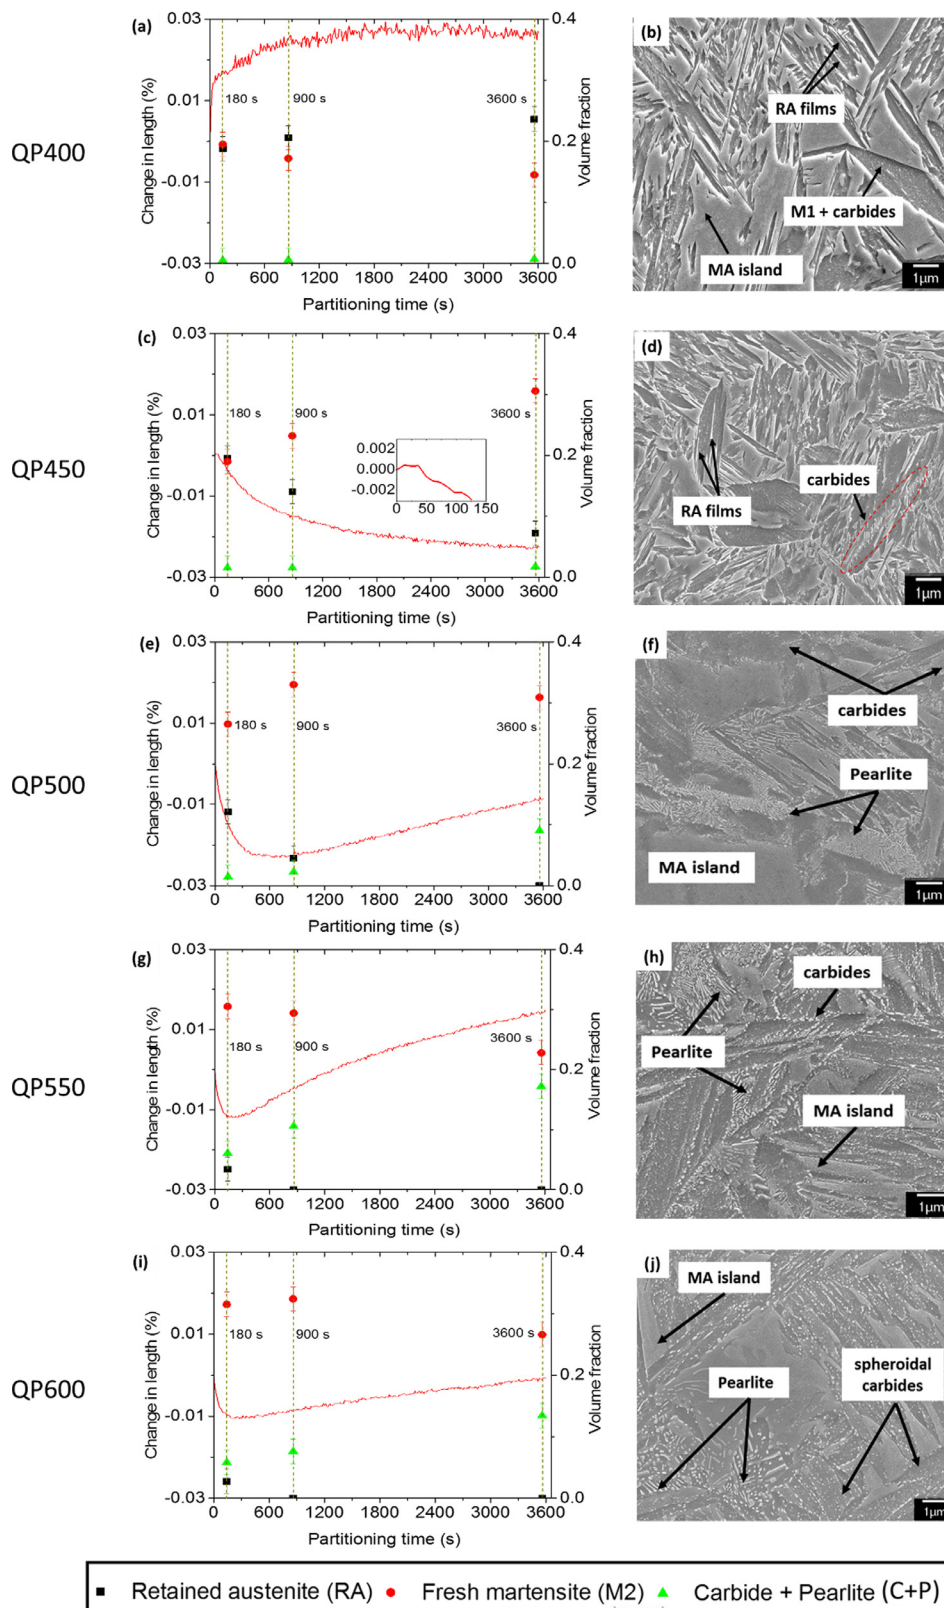 (a)
0.03
0.01
-0.01
-0.03
Change in length (%)
0.4
0.2
0.0
Volume fraction
180 s
900 s
3600 s
0 600 1200 1800 2400 3000 3600
Partitioning time (s)
QP400
(b)
RA films
M1 + carbides
MA island
1µm
(c)
0.03
0.01
-0.01
-0.03
Change in length (%)
0.4
0.2
0.0
Volume fraction
180 s
900 s
3600 s
0.002
0.000
-0.002
0 50 100 150
0 600 1200 1800 2400 3000 3600
Partitioning time (s)
QP450
(d)
carbides
RA films
1µm
(e)
0.03
0.01
-0.01
-0.03
Change in length (%)
0.4
0.2
0.0
Volume fraction
180 s
900 s
3600 s
0 600 1200 1800 2400 3000 3600
Partitioning time (s)
QP500
(f)
carbides
Pearlite
MA island
1µm
(g)
0.03
0.01
-0.01
-0.03
Change in length (%)
0.4
0.2
0.0
Volume fraction
180 s
900 s
3600 s
0 600 1200 1800 2400 3000 3600
Partitioning time (s)
QP550
(h)
carbides
Pearlite
MA island
1µm
(i)
0.03
0.01
-0.01
-0.03
Change in length (%)
0.4
0.2
0.0
Volume fraction
180 s
900 s
3600 s
0 600 1200 1800 2400 3000 3600
Partitioning time (s)
QP600
(j)
MA island
Pearlite
spheroidal
carbides
1µm
Retained austenite (RA) Fresh martensite (M2) Carbide + Pearlite (C+P)